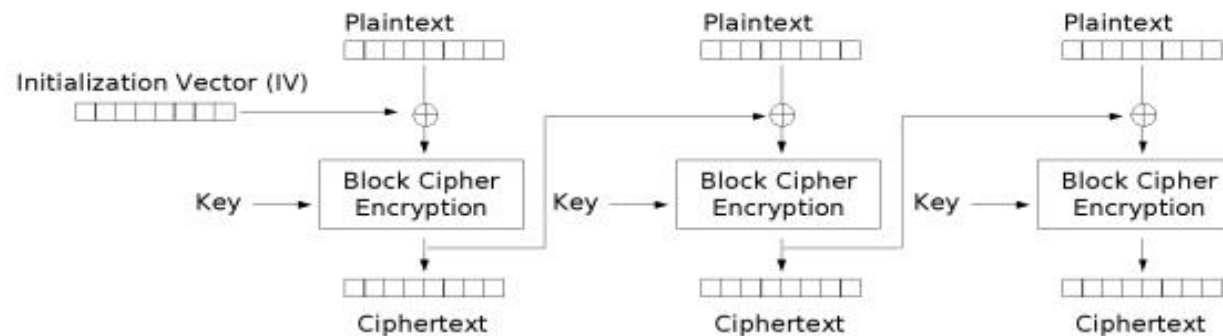 Plaintext
Plaintext
Plaintext
Initialization Vector (IV)
Key
Block Cipher
Encryption
Key
Block Cipher
Encryption
Key
Block Cipher
Encryption
Ciphertext
Ciphertext
Ciphertext